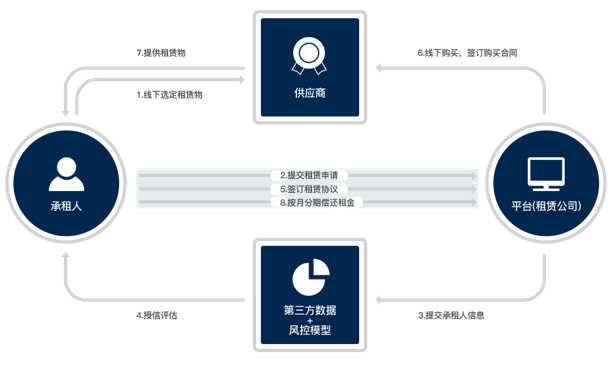 7.提供租赁物
6.线下购买，签订购买合同
1.线下选定租赁物
供应商
2.提交租赁申请
5.签订租赁协议
8.按月分期偿还租金
承租人
平台(租赁公司)
第三方数据
+
风控模型
4.授信评估
3.提交承租人信息